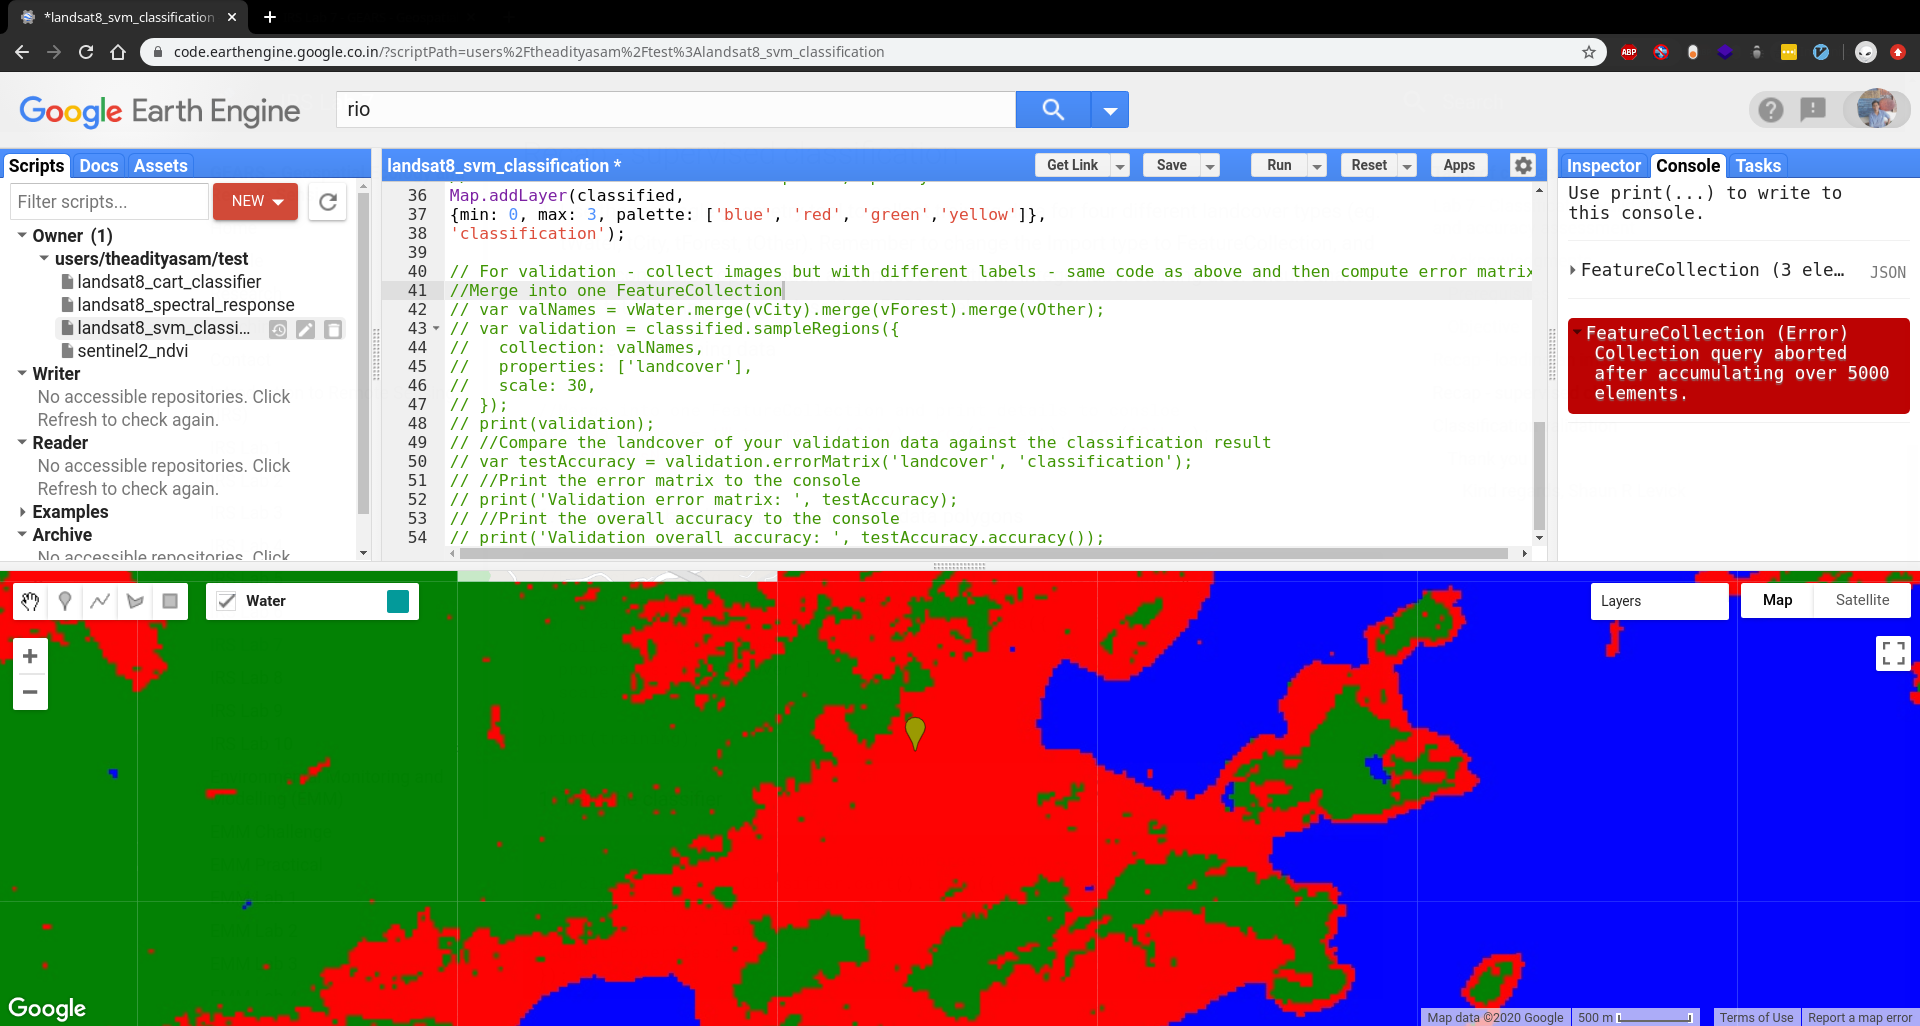 *landsat8_svm_classification
code.earthengine.google.co.in/?scriptPath=users%2Ftheadityasam%2Ftest%3Alandsat8_svm_classification
ABP
Google Earth Engine
rio
Scripts Docs Assets
Filter scripts...
NEW
Owner (1)
users/theadityasam/test
landsat8_cart_classifier
landsat8_spectral_response
landsat8_svm_classi...
sentinel2_ndvi
Writer
No accessible repositories. Click
Refresh to check again.
Reader
No accessible repositories. Click
Refresh to check again.
Examples
Archive
No accessible repositories. Click
landsat8_svm_classification *
Get Link Save Run Reset Apps
36 Map.addLayer(classified,
37 {min: 0, max: 3, palette: ['blue', 'red', 'green','yellow']},
38 'classification');
39
40 // For validation - collect images but with different labels - same code as above and then compute error matrix
41 //Merge into one FeatureCollection
42 // var valNames = vWater.merge(vCity).merge(vForest).merge(vOther);
43 // var validation = classified.sampleRegions({
44 //   collection: valNames,
45 //   properties: ['landcover'],
46 //   scale: 30,
47 // });
48 // print(validation);
49 // //Compare the landcover of your validation data against the classification result
50 // var testAccuracy = validation.errorMatrix('landcover', 'classification');
51 // //Print the error matrix to the console
52 // print('Validation error matrix: ', testAccuracy);
53 // //Print the overall accuracy to the console
54 // print('Validation overall accuracy: ', testAccuracy.accuracy());
Inspector Console Tasks
Use print(...) to write to
this console.
FeatureCollection (3 ele... JSON
FeatureCollection (Error)
Collection query aborted
after accumulating over 5000
elements.
Water
Layers
Map Satellite
Google
Map data ©2020 Google 500 m Terms of Use Report a map error